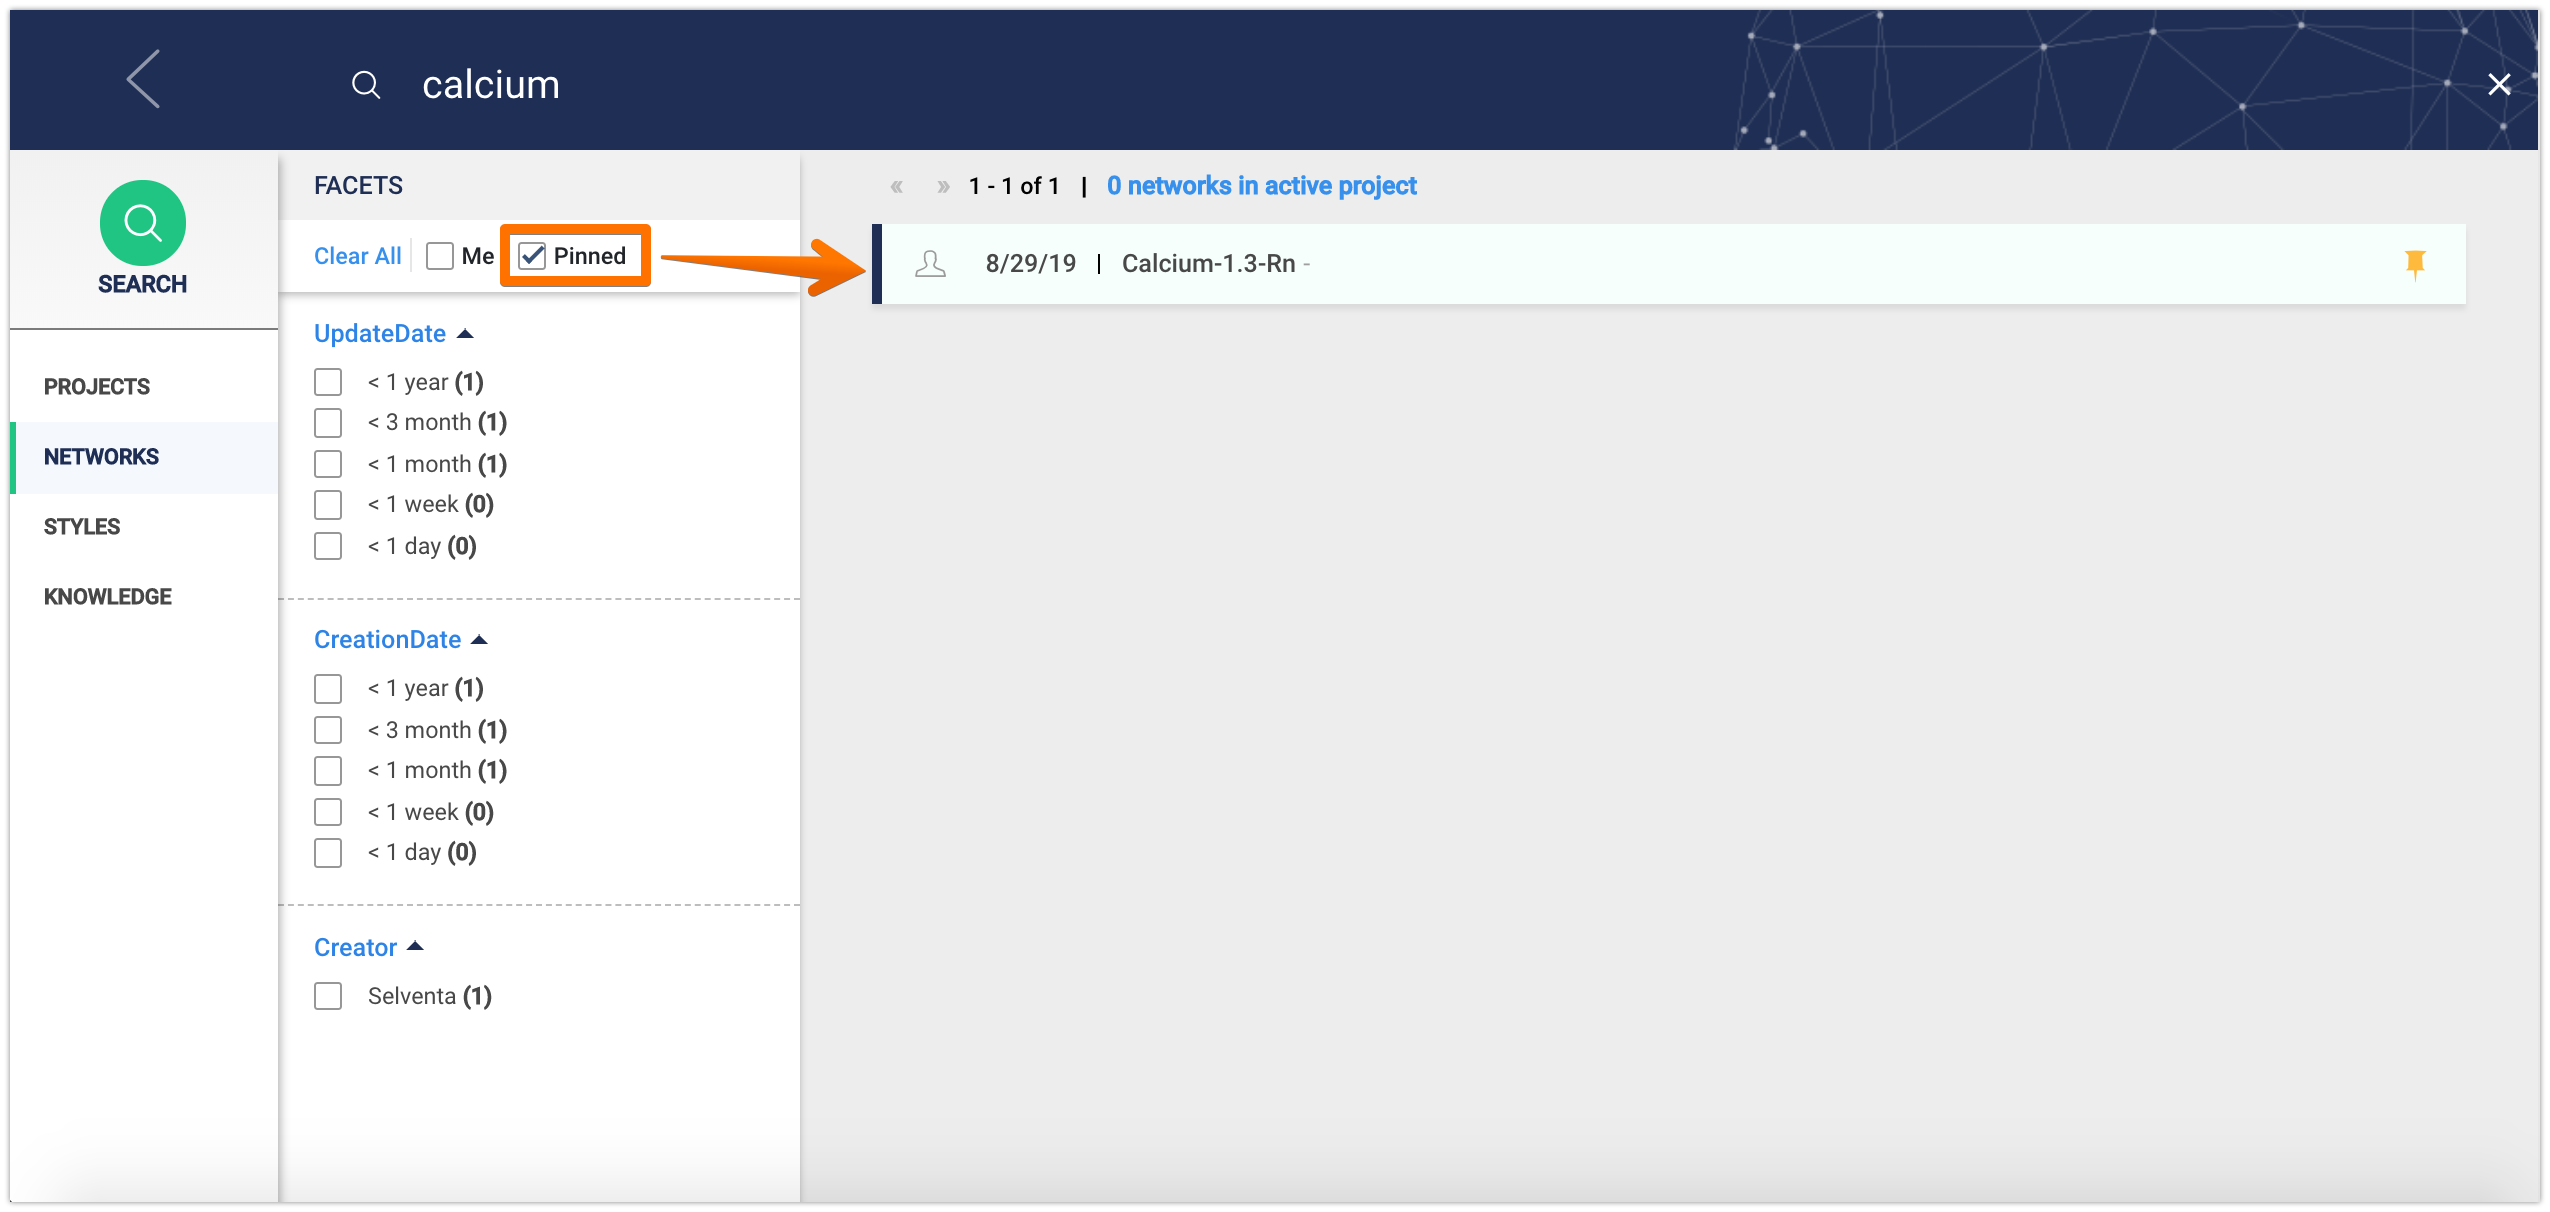 calcium
SEARCH
PROJECTS
NETWORKS
STYLES
KNOWLEDGE
FACETS
Clear All Me Pinned
UpdateDate
< 1 year (1)
< 3 month (1)
< 1 month (1)
< 1 week (0)
< 1 day (0)
CreationDate
< 1 year (1)
< 3 month (1)
< 1 month (1)
< 1 week (0)
< 1 day (0)
Creator
Selventa (1)
« » 1 - 1 of 1 | 0 networks in active project
8/29/19 | Calcium-1.3-Rn -